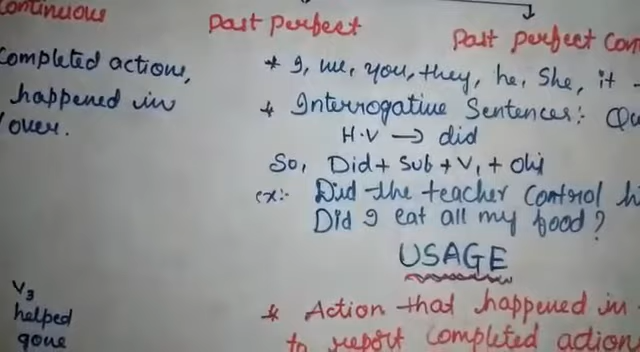 Continuous
Past Perfect
Past Perfect Con
Completed actions,
happened in
over.
* I, we, you, they, he, She, it
* Interrogative Sentences:
H.V → did
So, Did + Sub + V1 + Obj
ex:- Did the teacher control
Did I eat all my food?
USAGE
V3
helped
gone
* Action that happened in
to report completed action